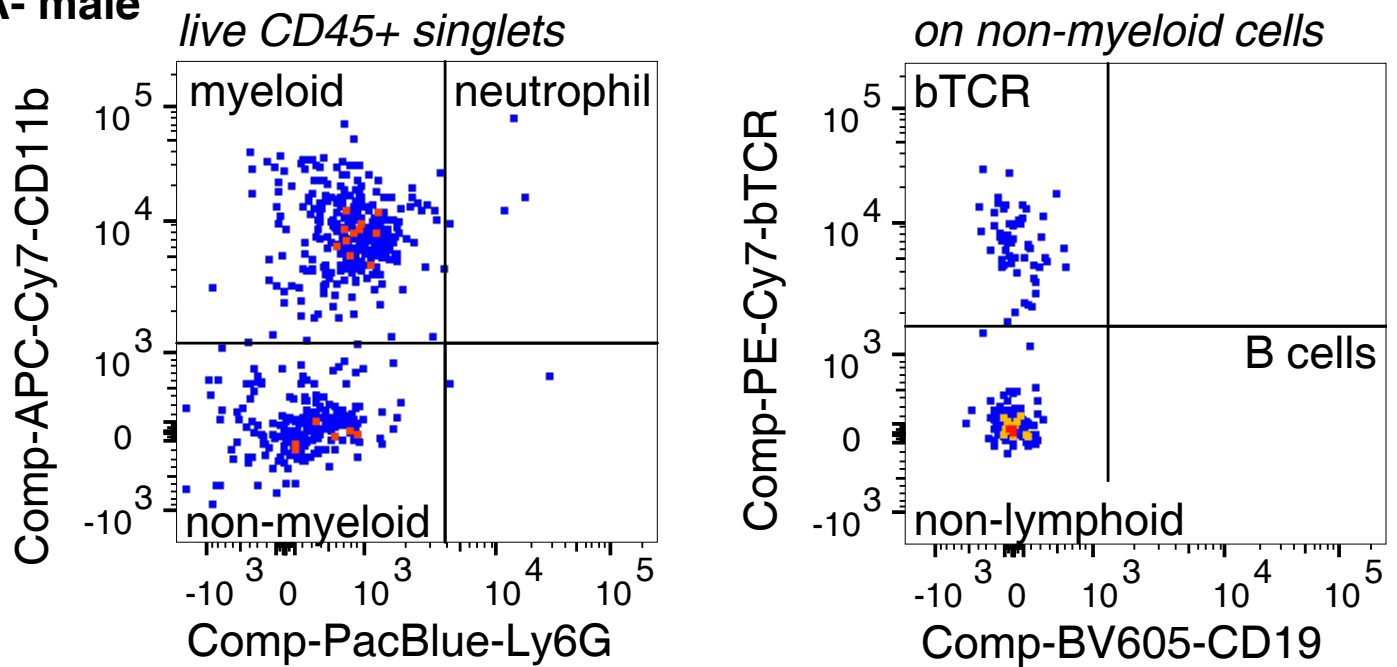 A- male
live CD45+ singlets
on non-myeloid cells
myeloid
neutrophil
non-myeloid
Comp-APC-Cy7-CD11b
10^5
10^4
10^3
0
-10^3
-10^3 0 10^3 10^4 10^5
Comp-PacBlue-Ly6G
bTCR
B cells
non-lymphoid
Comp-PE-Cy7-bTCR
10^5
10^4
10^3
0
-10^3
-10^3 0 10^3 10^4 10^5
Comp-BV605-CD19